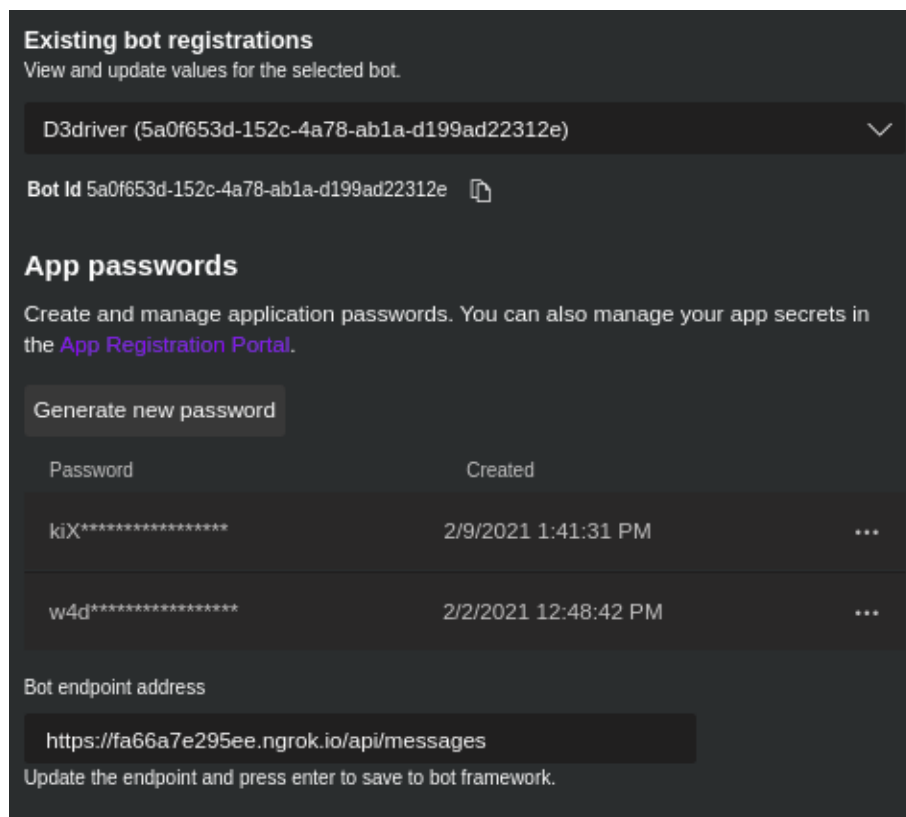 Existing bot registrations
View and update values for the selected bot.
D3driver (5a0f653d-152c-4a78-ab1a-d199ad22312e)
Bot Id 5a0f653d-152c-4a78-ab1a-d199ad22312e
App passwords
Create and manage application passwords. You can also manage your app secrets in
the App Registration Portal.
Generate new password
Password Created
kiX***************** 2/9/2021 1:41:31 PM
w4d***************** 2/2/2021 12:48:42 PM
Bot endpoint address
https://fa66a7e295ee.ngrok.io/api/messages
Update the endpoint and press enter to save to bot framework.